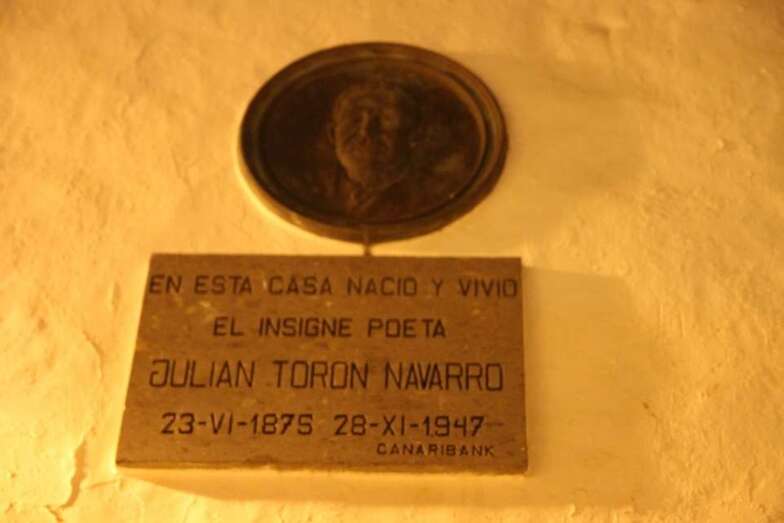 EN ESTA CASA NACIO Y VIVIO
EL INSIGNE POETA
JULIAN TORON NAVARRO
23-VI-1875 28-XI-1947
CANARIBANK